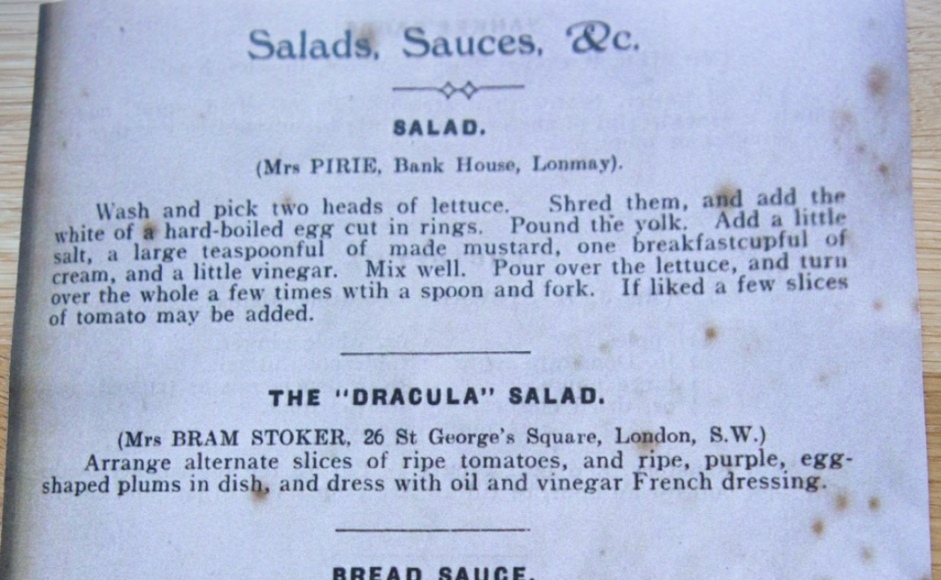 Salads, Sauces, &c.
SALAD.
(Mrs PIRIE, Bank House, Lonmay).
Wash and pick two heads of lettuce. Shred them, and add the
white of a hard-boiled egg cut in rings. Pound the yolk. Add a little
salt, a large teaspoonful of made mustard, one breakfastcupful of
cream, and a little vinegar. Mix well. Pour over the lettuce, and turn
over the whole a few times wtih a spoon and fork. If liked a few slices
of tomato may be added.
THE "DRACULA" SALAD.
(Mrs BRAM STOKER, 26 St George's Square, London, S.W.)
Arrange alternate slices of ripe tomatoes, and ripe, purple, egg-
shaped plums in dish, and dress with oil and vinegar French dressing.
BREAD SAUCE.